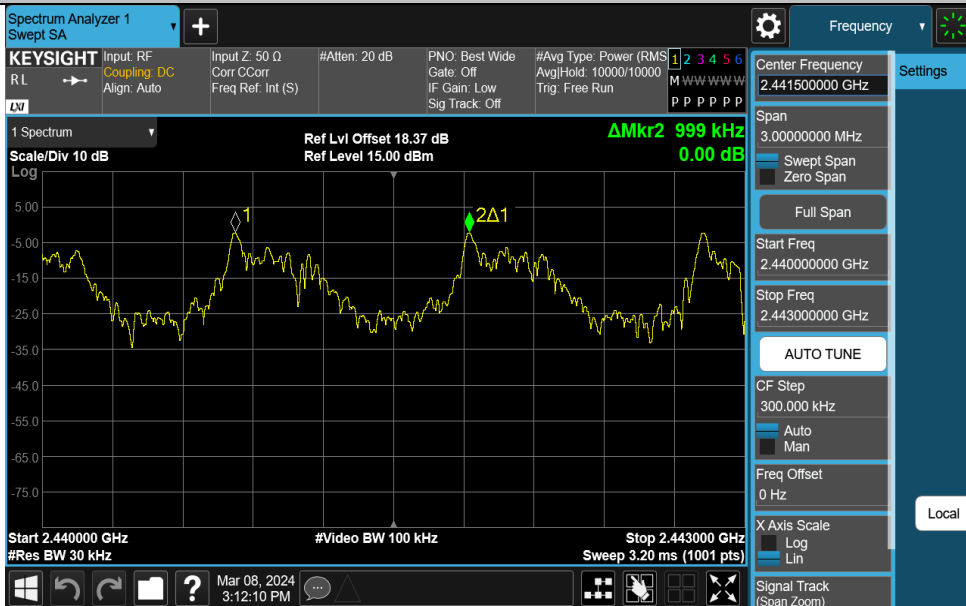 Spectrum Analyzer 1
Swept SA
+
Frequency
KEYSIGHT
RL
LXI
Input: RF
Coupling: DC
Align: Auto
Input Z: 50 Ω
Corr CCorr
Freq Ref: Int (S)
#Atten: 20 dB
PNO: Best Wide
Gate: Off
IF Gain: Low
Sig Track: Off
#Avg Type: Power (RMS
Avg|Hold: 10000/10000
Trig: Free Run
1 2 3 4 5 6
M W W W W W
P P P P P P
1 Spectrum
Scale/Div 10 dB
Log
Ref Lvl Offset 18.37 dB
Ref Level 15.00 dBm
ΔMkr2 999 kHz
0.00 dB
1
2Δ1
5.00
-5.00
-15.0
-25.0
-35.0
-45.0
-55.0
-65.0
-75.0
Start 2.440000 GHz
#Res BW 30 kHz
#Video BW 100 kHz
Stop 2.443000 GHz
Sweep 3.20 ms (1001 pts)
?
Mar 08, 2024
3:12:10 PM
Center Frequency
2.441500000 GHz
Span
3.00000000 MHz
Swept Span
Zero Span
Full Span
Start Freq
2.440000000 GHz
Stop Freq
2.443000000 GHz
AUTO TUNE
CF Step
300.000 kHz
Auto
Man
Freq Offset
0 Hz
X Axis Scale
Log
Lin
Signal Track
(Span Zoom)
Settings
Local